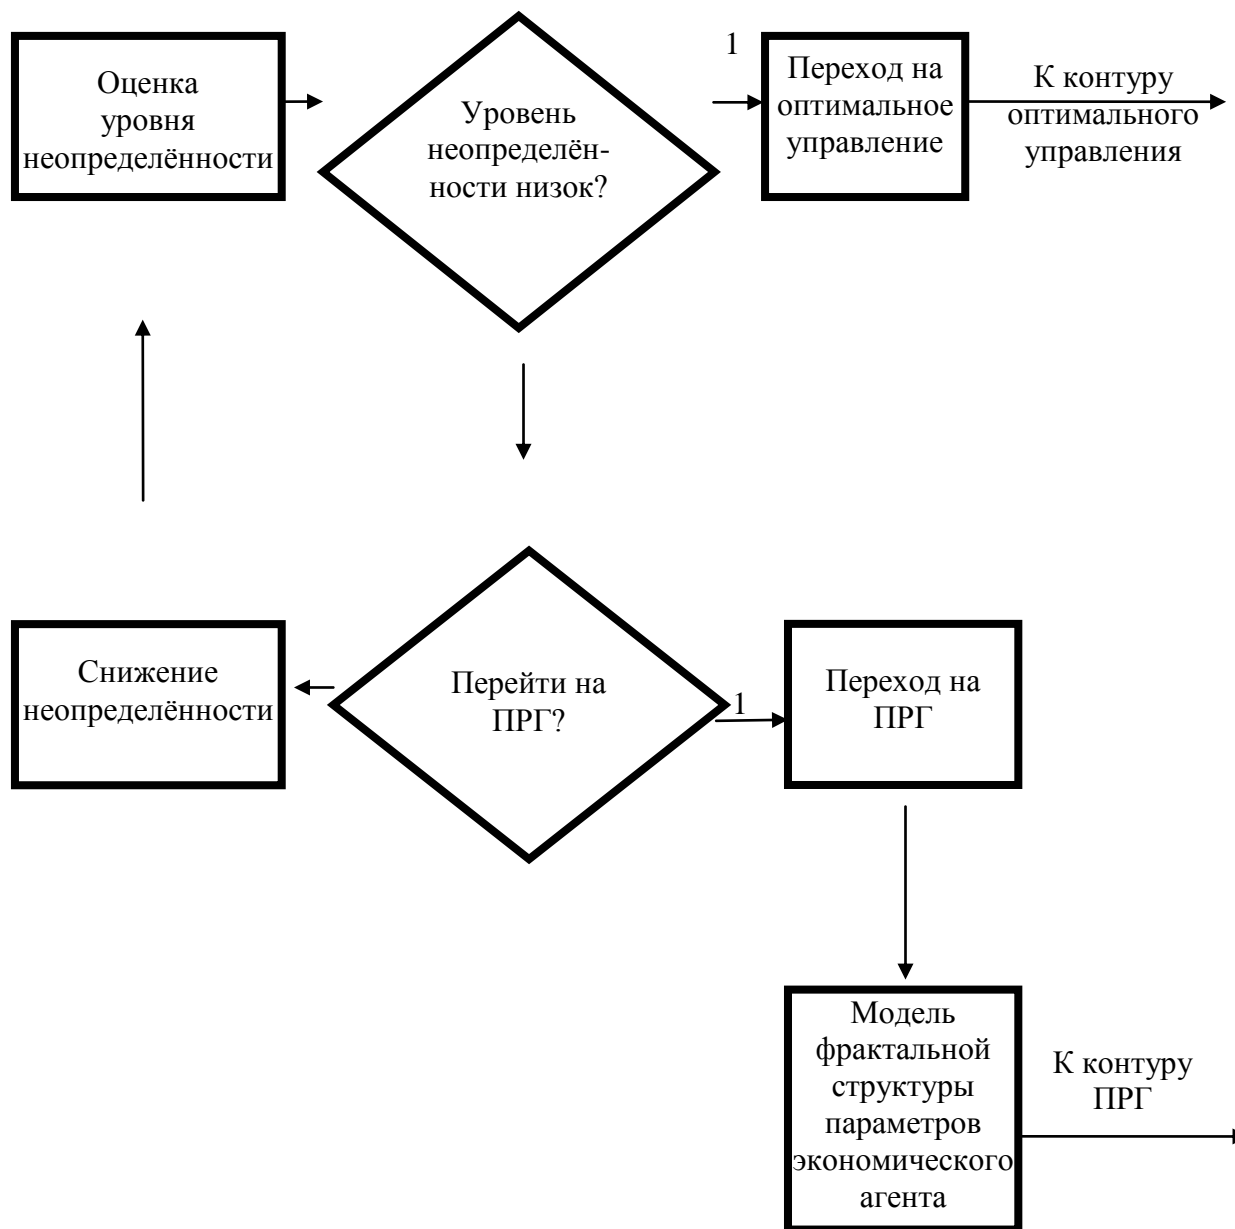 Оценка
уровня
неопределённости
Уровень
неопределён-
ности низок?
1
Переход на
оптимальное
управление
К контуру
оптимального
управления
Снижение
неопределённости
Перейти на
ПРГ?
1
Переход на
ПРГ
Модель
фрактальной
структуры
параметров
экономического
агента
К контуру
ПРГ